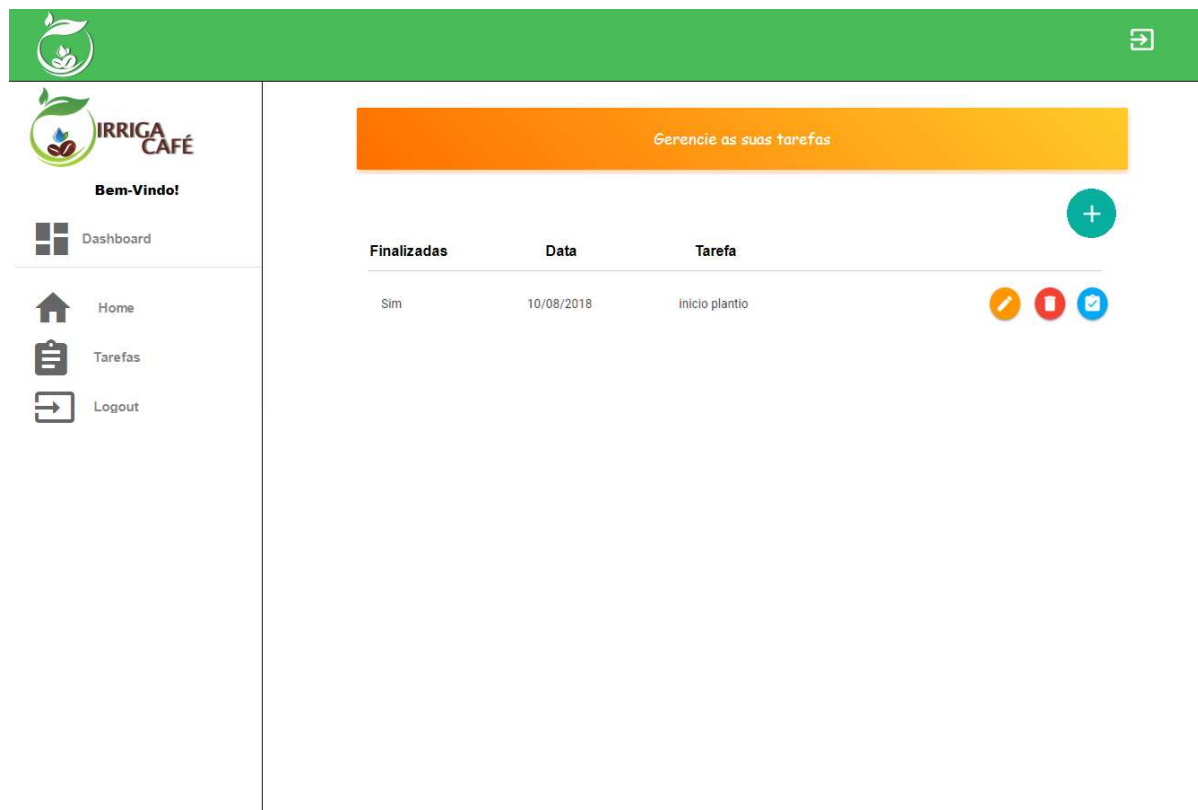 IRRIGA
CAFÉ
Bem-Vindo!
Dashboard
Home
Tarefas
Logout
Gerencie as suas tarefas
Finalizadas Data Tarefa
Sim 10/08/2018 inicio plantio